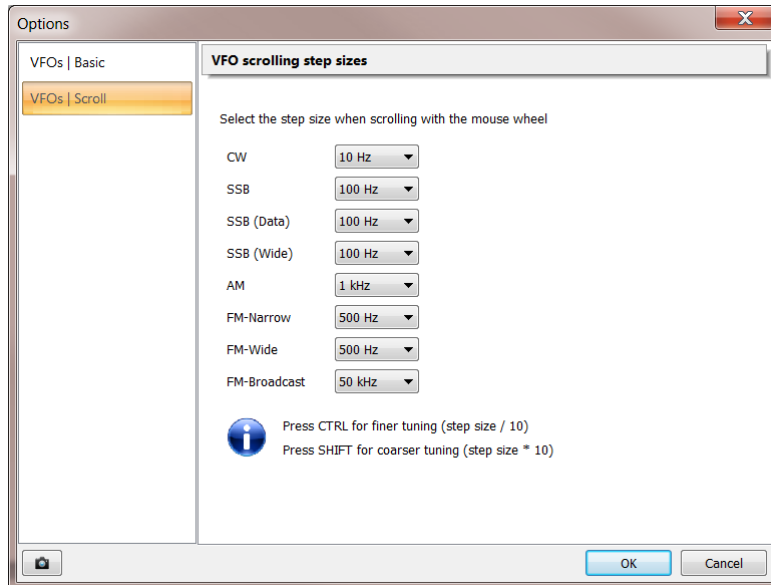 Options
X
VFOs | Basic
VFOs | Scroll
VFO scrolling step sizes
Select the step size when scrolling with the mouse wheel
CW 10 Hz
SSB 100 Hz
SSB (Data) 100 Hz
SSB (Wide) 100 Hz
AM 1 kHz
FM-Narrow 500 Hz
FM-Wide 500 Hz
FM-Broadcast 50 kHz
Press CTRL for finer tuning (step size / 10)
Press SHIFT for coarser tuning (step size * 10)
OK Cancel